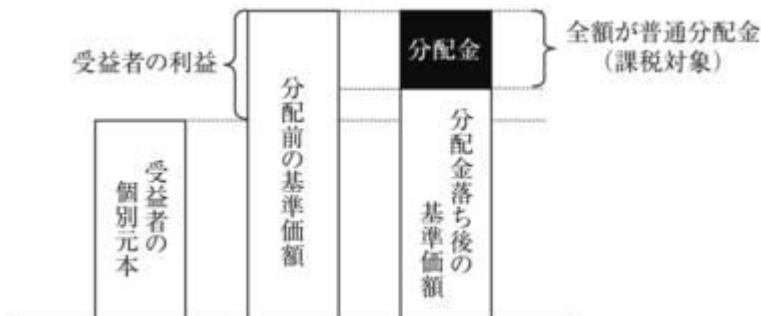 受益者の利益
分配金
全額が普通分配金
（課税対象）
受益者の
個別元本
分配前の基準価額
分配金落ち後の
基準価額